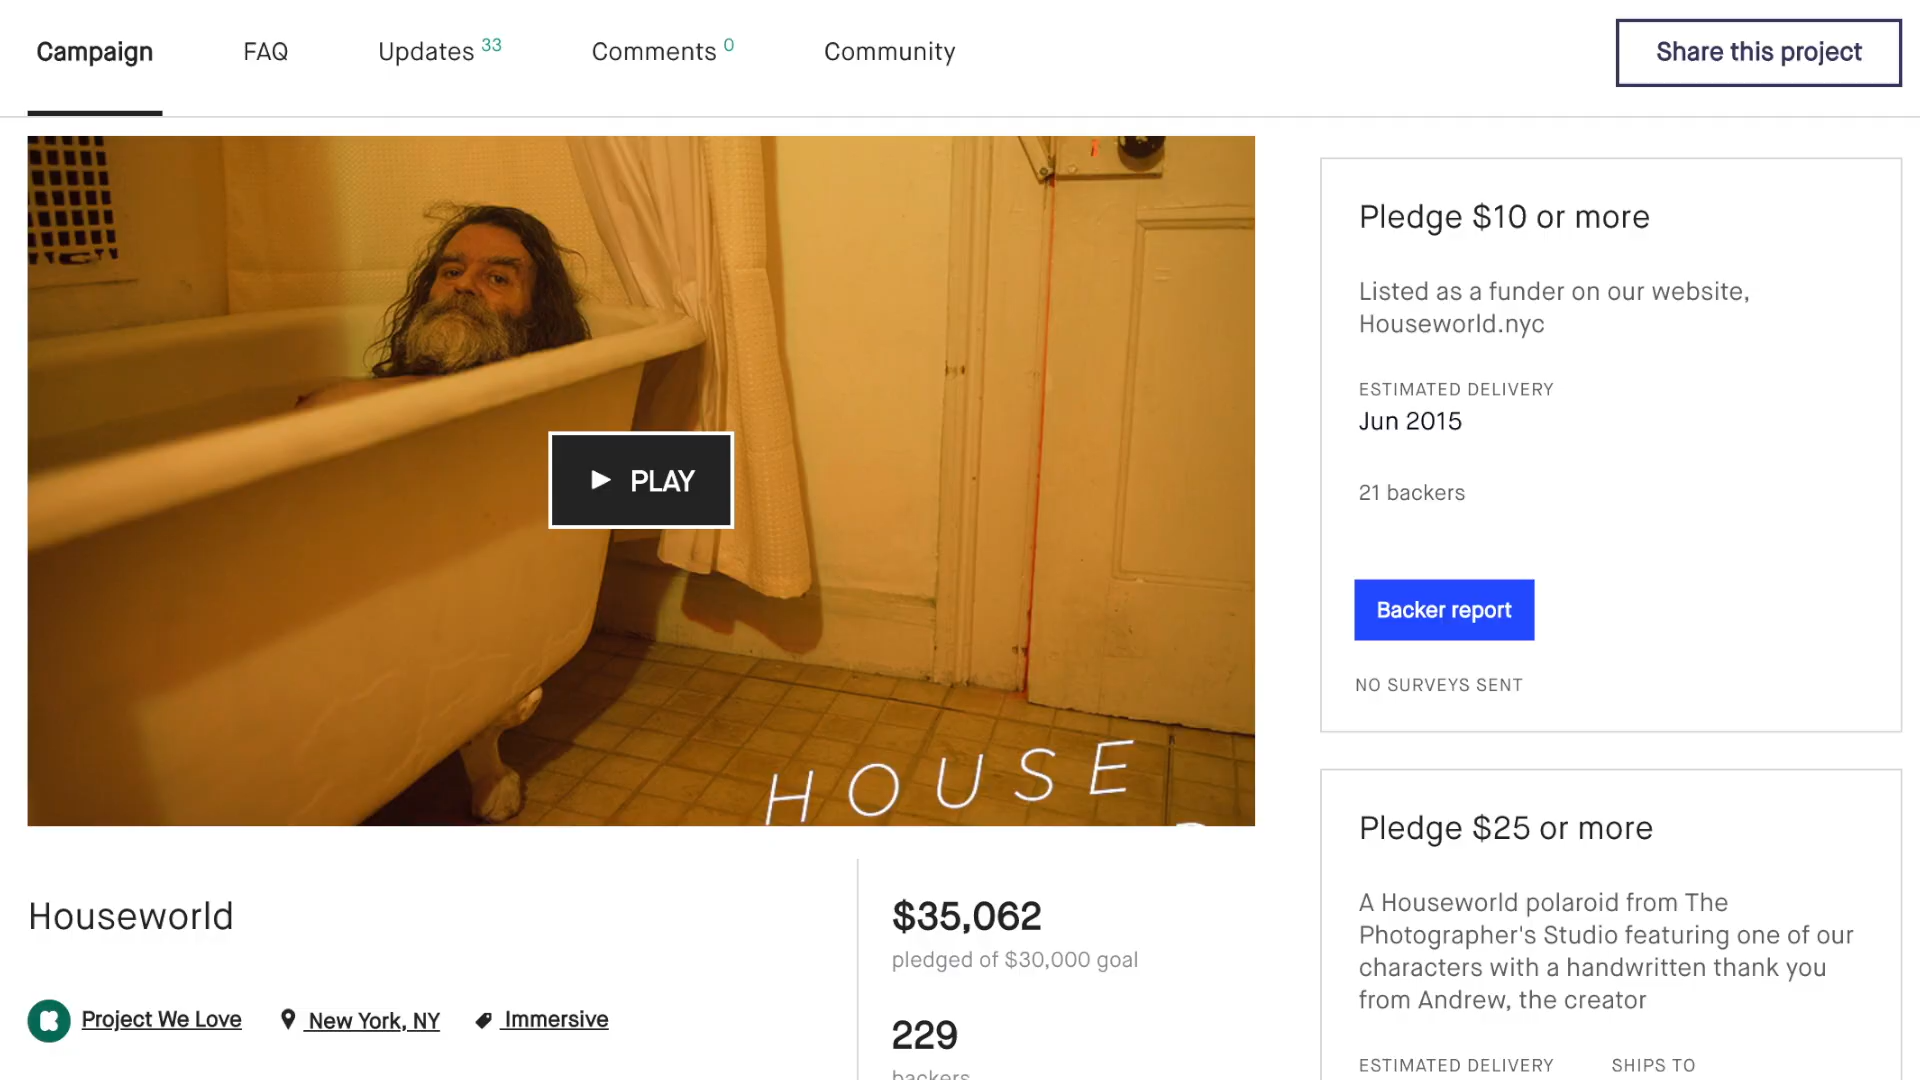 Campaign
FAQ
Updates 33
Comments 0
Community
Share this project
PLAY
HOUSE
Houseworld
Project We Love
New York, NY
Immersive
$35,062
pledged of $30,000 goal
229
backers
Pledge $10 or more
Listed as a funder on our website,
Houseworld.nyc
ESTIMATED DELIVERY
Jun 2015
21 backers
Backer report
NO SURVEYS SENT
Pledge $25 or more
A Houseworld polaroid from The
Photographer's Studio featuring one of our
characters with a handwritten thank you
from Andrew, the creator
ESTIMATED DELIVERY
SHIPS TO